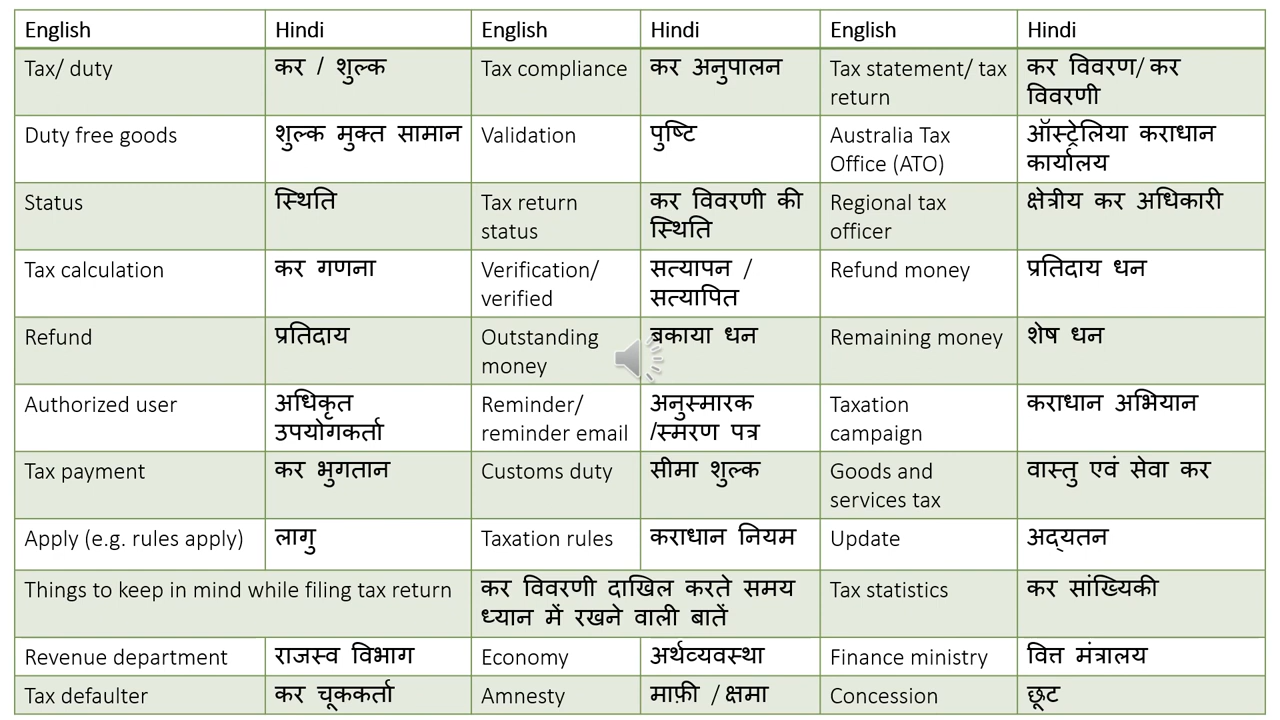 English Hindi English Hindi English Hindi
Tax/ duty कर / शुल्क Tax compliance कर अनुपालन Tax statement/ tax return कर विवरण/ कर विवरणी
Duty free goods शुल्क मुक्त सामान Validation पुष्टि Australia Tax Office (ATO) ऑस्ट्रेलिया कराधान कार्यालय
Status स्थिति Tax return status कर विवरणी की स्थिति Regional tax officer क्षेत्रीय कर अधिकारी
Tax calculation कर गणना Verification/ verified सत्यापन / सत्यापित Refund money प्रतिदाय धन
Refund प्रतिदाय Outstanding money बकाया धन Remaining money शेष धन
Authorized user अधिकृत उपयोगकर्ता Reminder/ reminder email अनुस्मारक /स्मरण पत्र Taxation campaign कराधान अभियान
Tax payment कर भुगतान Customs duty सीमा शुल्क Goods and services tax वास्तु एवं सेवा कर
Apply (e.g. rules apply) लागु Taxation rules कराधान नियम Update अद्यतन
Things to keep in mind while filing tax return कर विवरणी दाखिल करते समय ध्यान में रखने वाली बातें Tax statistics कर सांख्यिकी
Revenue department राजस्व विभाग Economy अर्थव्यवस्था Finance ministry वित्त मंत्रालय
Tax defaulter कर चूककर्ता Amnesty माफ़ी / क्षमा Concession छूट